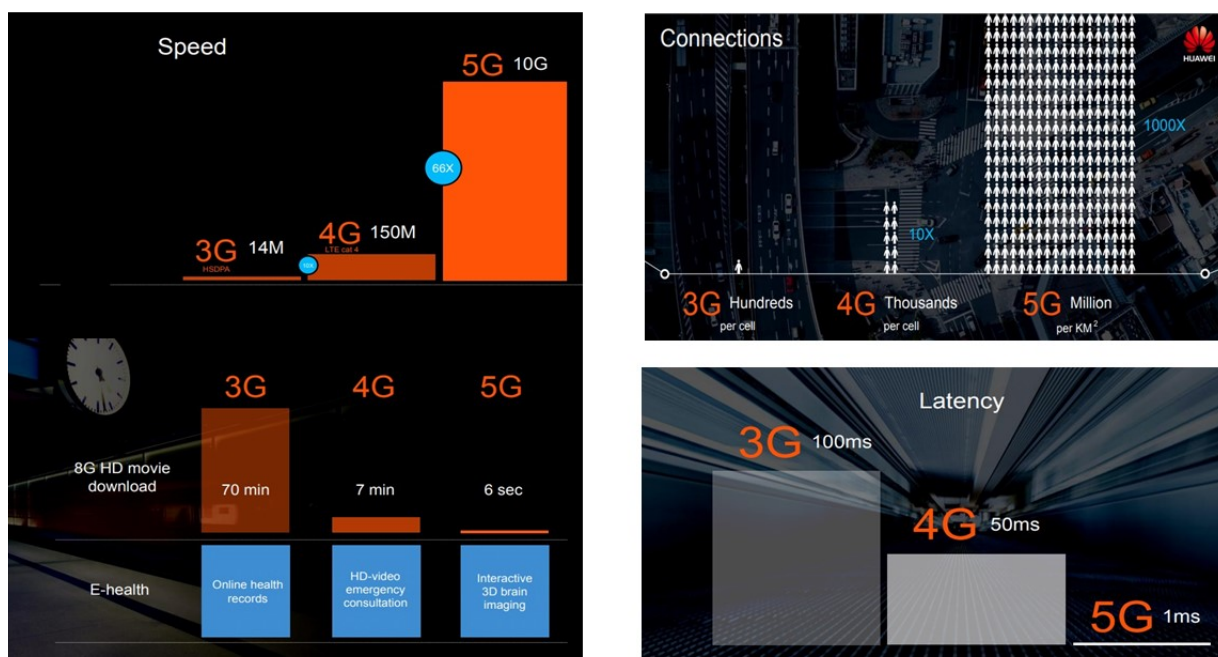 Speed
5G 10G
66X
4G 150M
LTE cat 4
3G 14M
HSDPA
10X
3G 4G 5G
8G HD movie
download
70 min 7 min 6 sec
E-health
Online health
records
HD-video
emergency
consultation
Interactive
3D brain
imaging
Connections
HUAWEI
1000X
10X
3G Hundreds
per cell
4G Thousands
per cell
5G Million
per KM²
Latency
3G 100ms
4G 50ms
5G 1ms